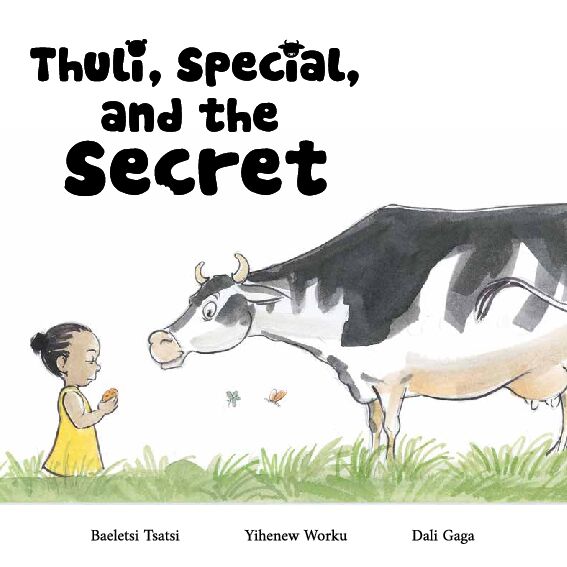 Thuli, Special,
and the
Secret
Baeletsi Tsatsi Yihenew Worku Dali Gaga